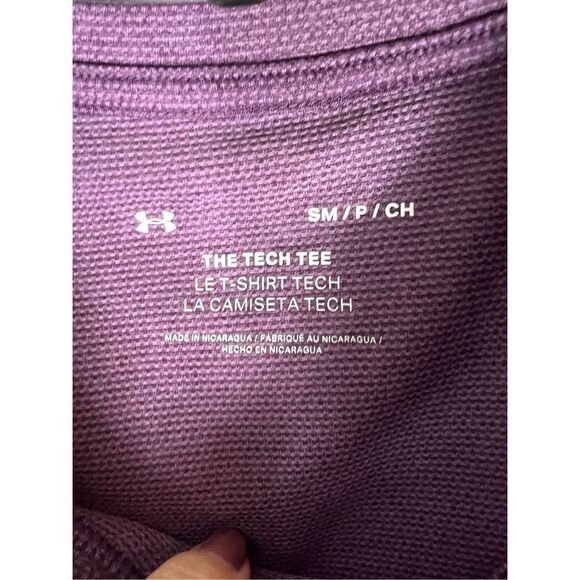 SM / P / CH
THE TECH TEE
LE T-SHIRT TECH
LA CAMISETA TECH
MADE IN NICARAGUA / FABRIQUÉ AU NICARAGUA /
HECHO EN NICARAGUA